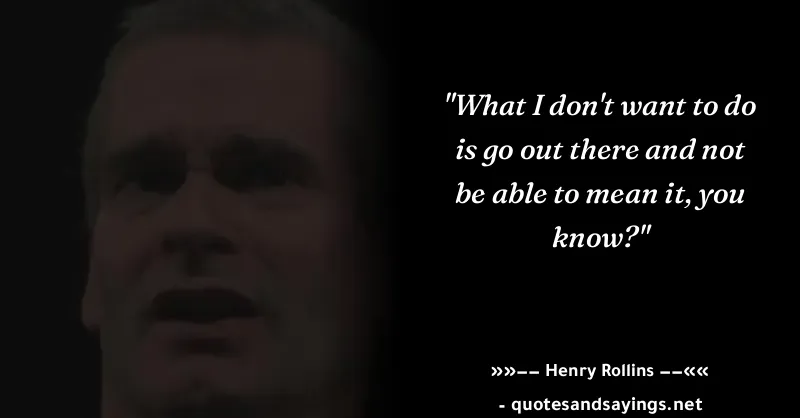 "What I don't want to do
is go out there and not
be able to mean it, you
know?"
»»−− Henry Rollins −−««
- quotesandsayings.net